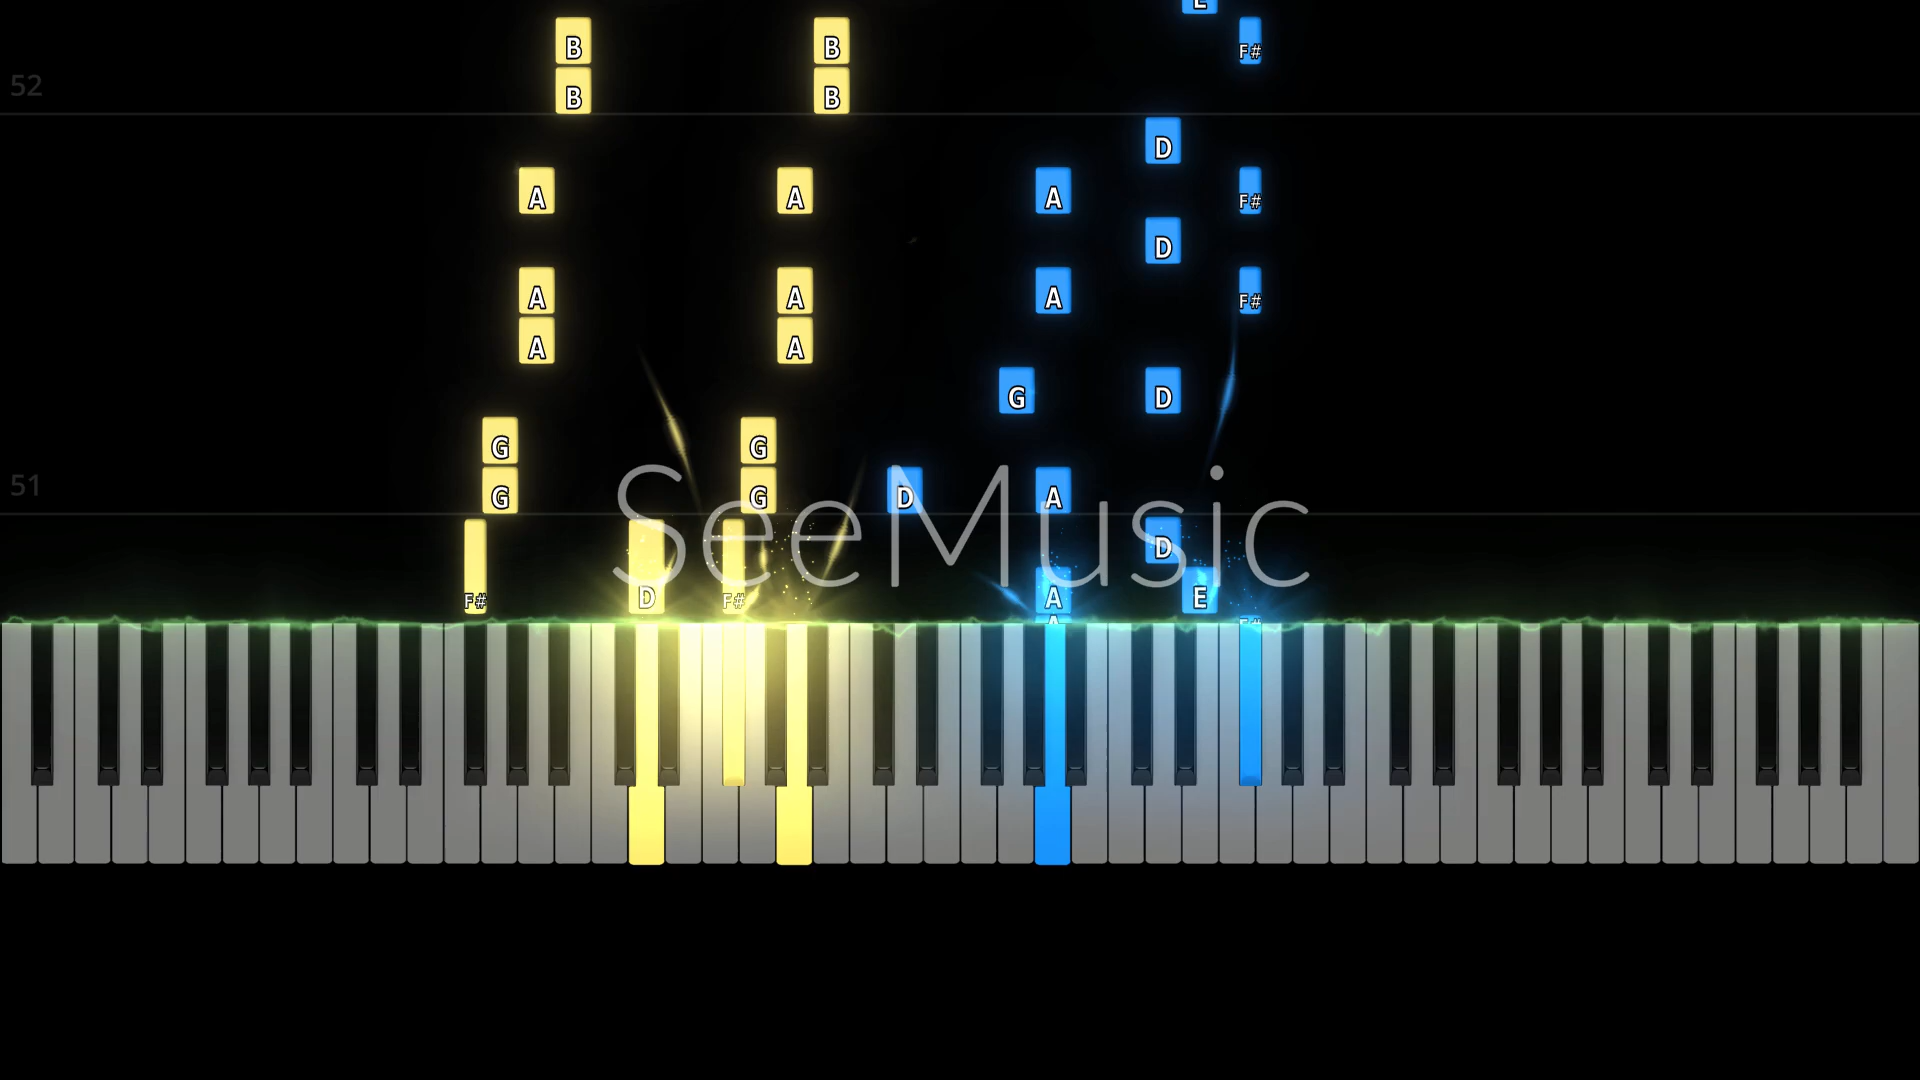 E
B B F#
52
B B
D
A A A F#
D
A A A F#
A A
G D
G G
51
G G D A
SeeMusic
D
F# D F# A E
A F#